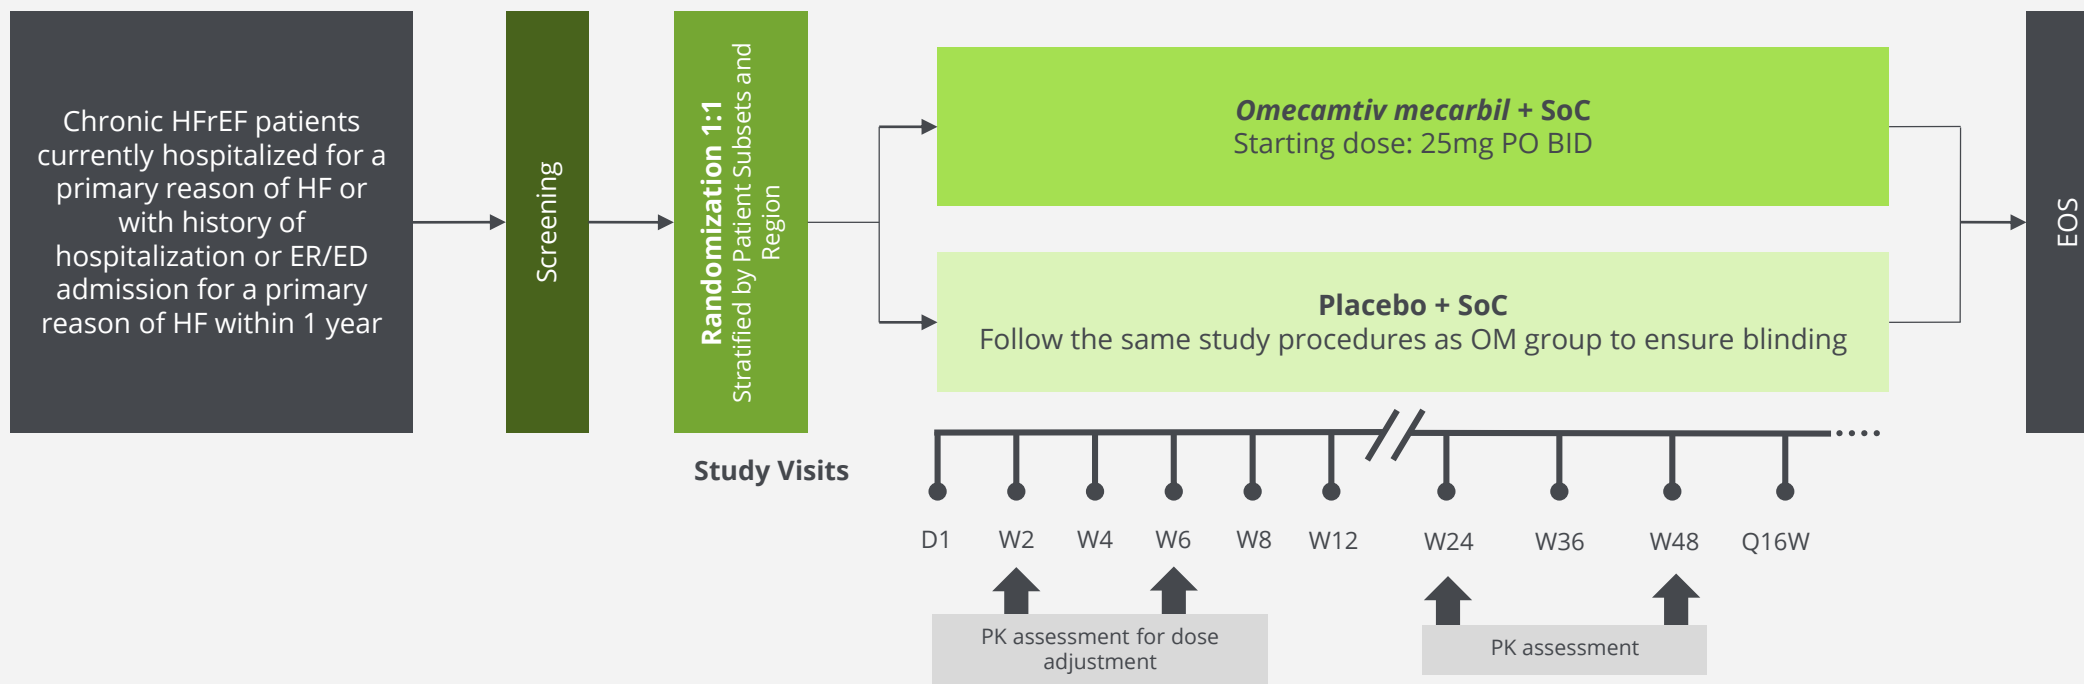 Chronic HFrEF patients
currently hospitalized for a
primary reason of HF or
with history of
hospitalization or ER/ED
admission for a primary
reason of HF within 1 year
Screening
Randomization 1:1
Stratified by Patient Subsets and
Region
Omecamtiv mecarbil + SoC
Starting dose: 25mg PO BID
Placebo + SoC
Follow the same study procedures as OM group to ensure blinding
EOS
Study Visits
D1 W2 W4 W6 W8 W12 W24 W36 W48 Q16W
PK assessment for dose
adjustment
PK assessment